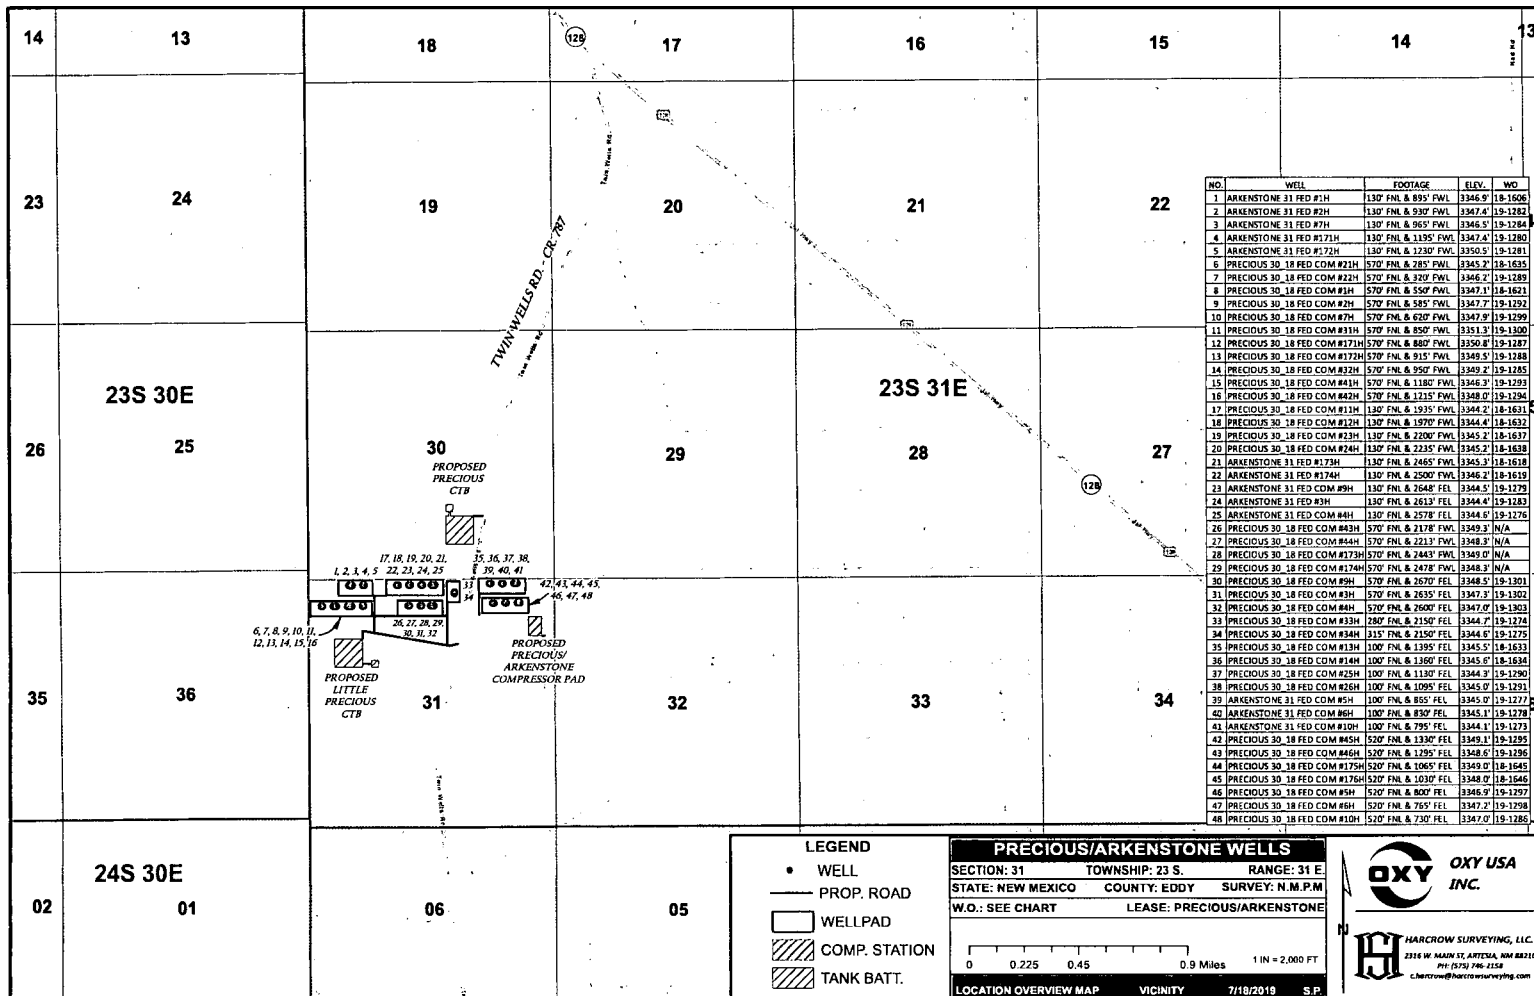 14
13
18
128
17
16
15
14
13
Twin Wells Rd
23
24
19
20
21
22
TWIN WELLS RD. - CR. 787
Twin Wells Rd
Jal Hwy
23S 30E
23S 31E
26
25
30
29
28
27
128
Jal Hwy
Jal Hwy
PROPOSED
PRECIOUS
CTB
1, 2, 3, 4, 5
17, 18, 19, 20, 21,
22, 23, 24, 25
35, 36, 37, 38,
39, 40, 41
33
34
42, 43, 44, 45,
46, 47, 48
6, 7, 8, 9, 10, 11,
12, 13, 14, 15, 16
26, 27, 28, 29,
30, 31, 32
PROPOSED
LITTLE
PRECIOUS
CTB
PROPOSED
PRECIOUS/
ARKENSTONE
COMPRESSOR PAD
35
36
31
32
33
34
Twin Wells Rd
24S 30E
02
01
06
05
NO. WELL FOOTAGE ELEV. WO
1 ARKENSTONE 31 FED #1H 130' FNL & 895' FWL 3346.9' 18-1606
2 ARKENSTONE 31 FED #2H 130' FNL & 930' FWL 3347.4' 19-1282
3 ARKENSTONE 31 FED #7H 130' FNL & 965' FWL 3346.5' 19-1284
4 ARKENSTONE 31 FED #171H 130' FNL & 1195' FWL 3347.4' 19-1280
5 ARKENSTONE 31 FED #172H 130' FNL & 1230' FWL 3350.5' 19-1281
6 PRECIOUS 30_18 FED COM #21H 570' FNL & 285' FWL 3345.2' 18-1635
7 PRECIOUS 30_18 FED COM #22H 570' FNL & 320' FWL 3346.2' 19-1289
8 PRECIOUS 30_18 FED COM #1H 570' FNL & 550' FWL 3347.1' 18-1621
9 PRECIOUS 30_18 FED COM #2H 570' FNL & 585' FWL 3347.7' 19-1292
10 PRECIOUS 30_18 FED COM #7H 570' FNL & 620' FWL 3347.9' 19-1299
11 PRECIOUS 30_18 FED COM #31H 570' FNL & 850' FWL 3351.3' 19-1300
12 PRECIOUS 30_18 FED COM #171H 570' FNL & 880' FWL 3350.8' 19-1287
13 PRECIOUS 30_18 FED COM #172H 570' FNL & 915' FWL 3349.5' 19-1288
14 PRECIOUS 30_18 FED COM #32H 570' FNL & 950' FWL 3349.2' 19-1285
15 PRECIOUS 30_18 FED COM #41H 570' FNL & 1180' FWL 3346.3' 19-1293
16 PRECIOUS 30_18 FED COM #42H 570' FNL & 1215' FWL 3348.0' 19-1294
17 PRECIOUS 30_18 FED COM #11H 130' FNL & 1935' FWL 3344.2' 18-1631
18 PRECIOUS 30_18 FED COM #12H 130' FNL & 1970' FWL 3344.4' 18-1632
19 PRECIOUS 30_18 FED COM #23H 130' FNL & 2200' FWL 3345.2' 18-1637
20 PRECIOUS 30_18 FED COM #24H 130' FNL & 2235' FWL 3345.2' 18-1638
21 ARKENSTONE 31 FED #173H 130' FNL & 2465' FWL 3345.3' 18-1618
22 ARKENSTONE 31 FED #174H 130' FNL & 2500' FWL 3346.2' 18-1619
23 ARKENSTONE 31 FED COM #9H 130' FNL & 2648' FEL 3344.5' 19-1279
24 ARKENSTONE 31 FED #3H 130' FNL & 2613' FEL 3344.4' 19-1283
25 ARKENSTONE 31 FED COM #4H 130' FNL & 2578' FEL 3344.6' 19-1276
26 PRECIOUS 30_18 FED COM #43H 570' FNL & 2178' FWL 3349.3' N/A
27 PRECIOUS 30_18 FED COM #44H 570' FNL & 2213' FWL 3348.3' N/A
28 PRECIOUS 30_18 FED COM #173H 570' FNL & 2443' FWL 3349.0' N/A
29 PRECIOUS 30_18 FED COM #174H 570' FNL & 2478' FWL 3348.3' N/A
30 PRECIOUS 30_18 FED COM #9H 570' FNL & 2670' FEL 3348.5' 19-1301
31 PRECIOUS 30_18 FED COM #3H 570' FNL & 2635' FEL 3347.3' 19-1302
32 PRECIOUS 30_18 FED COM #4H 570' FNL & 2600' FEL 3347.0' 19-1303
33 PRECIOUS 30_18 FED COM #33H 280' FNL & 2150' FEL 3344.7' 19-1274
34 PRECIOUS 30_18 FED COM #34H 315' FNL & 2150' FEL 3344.6' 19-1275
35 PRECIOUS 30_18 FED COM #13H 100' FNL & 1395' FEL 3345.5' 18-1633
36 PRECIOUS 30_18 FED COM #14H 100' FNL & 1360' FEL 3345.6' 18-1634
37 PRECIOUS 30_18 FED COM #25H 100' FNL & 1130' FEL 3344.3' 19-1290
38 PRECIOUS 30_18 FED COM #26H 100' FNL & 1095' FEL 3345.0' 19-1291
39 ARKENSTONE 31 FED COM #5H 100' FNL & 865' FEL 3345.0' 19-1277
40 ARKENSTONE 31 FED COM #6H 100' FNL & 830' FEL 3345.1' 19-1278
41 ARKENSTONE 31 FED COM #10H 100' FNL & 795' FEL 3344.1' 19-1273
42 PRECIOUS 30_18 FED COM #45H 520' FNL & 1330' FEL 3349.1' 19-1295
43 PRECIOUS 30_18 FED COM #46H 520' FNL & 1295' FEL 3348.6' 19-1296
44 PRECIOUS 30_18 FED COM #175H 520' FNL & 1065' FEL 3349.0' 18-1645
45 PRECIOUS 30_18 FED COM #176H 520' FNL & 1030' FEL 3348.0' 18-1646
46 PRECIOUS 30_18 FED COM #5H 520' FNL & 800' FEL 3346.9' 19-1297
47 PRECIOUS 30_18 FED COM #6H 520' FNL & 765' FEL 3347.2' 19-1298
48 PRECIOUS 30_18 FED COM #10H 520' FNL & 730' FEL 3347.0' 19-1286
LEGEND
WELL
PROP. ROAD
WELLPAD
COMP. STATION
TANK BATT.
PRECIOUS/ARKENSTONE WELLS
SECTION: 31 TOWNSHIP: 23 S. RANGE: 31 E.
STATE: NEW MEXICO COUNTY: EDDY SURVEY: N.M.P.M
W.O.: SEE CHART LEASE: PRECIOUS/ARKENSTONE
0 0.225 0.45 0.9 Miles 1 IN = 2,000 FT
LOCATION OVERVIEW MAP VICINITY 7/18/2019 S.P.
N
OXY
OXY USA
INC.
HARCROW SURVEYING, LLC.
2316 W. MAIN ST, ARTESIA, NM 88210
PH: (575) 746-2158
c.harcrow@harcrowsurveying.com